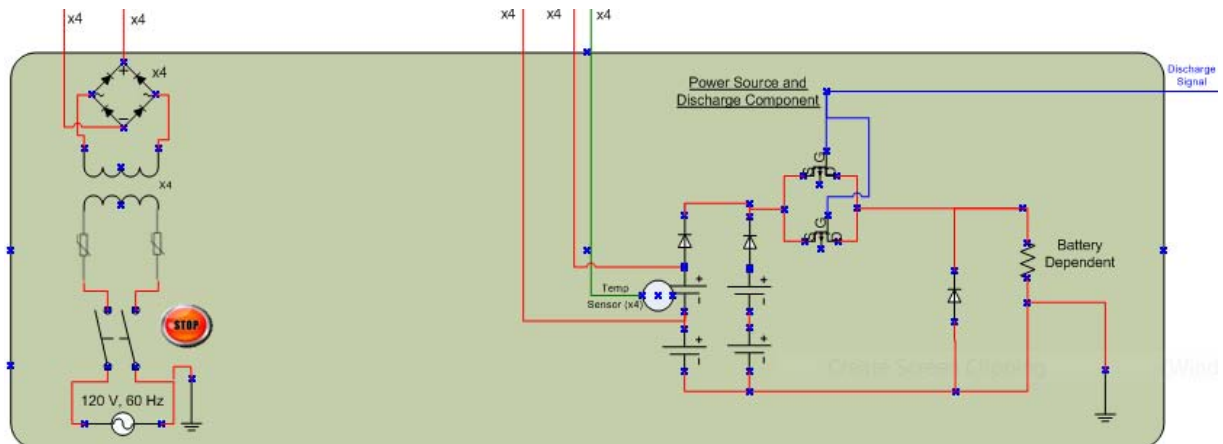 x4
x4
x4
x4
x4
x4
+
−
Power Source and
Discharge Component
Discharge
Signal
X4
S
G
D
S
G
D
Battery
Dependent
Temp
Sensor (x4)
+
-
+
-
+
-
+
-
STOP
120 V, 60 Hz
Create Screen Clipping
Wind